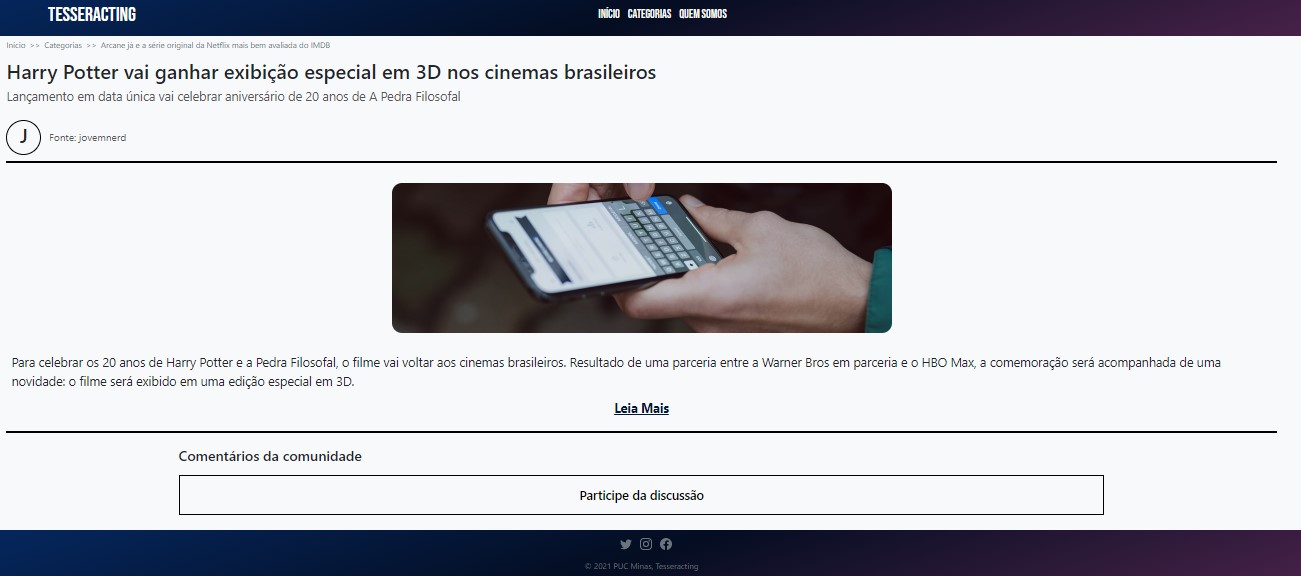 TESSERACTING
INÍCIO CATEGORIAS QUEM SOMOS
Início >> Categorias >> Arcane já e a série original da Netflix mais bem avaliada do IMDB
Harry Potter vai ganhar exibição especial em 3D nos cinemas brasileiros
Lançamento em data única vai celebrar aniversário de 20 anos de A Pedra Filosofal
J
Fonte: jovemnerd
Para celebrar os 20 anos de Harry Potter e a Pedra Filosofal, o filme vai voltar aos cinemas brasileiros. Resultado de uma parceria entre a Warner Bros em parceria e o HBO Max, a comemoração será acompanhada de uma
novidade: o filme será exibido em uma edição especial em 3D.
Leia Mais
Comentários da comunidade
Participe da discussão
© 2021 PUC Minas, Tesseracting